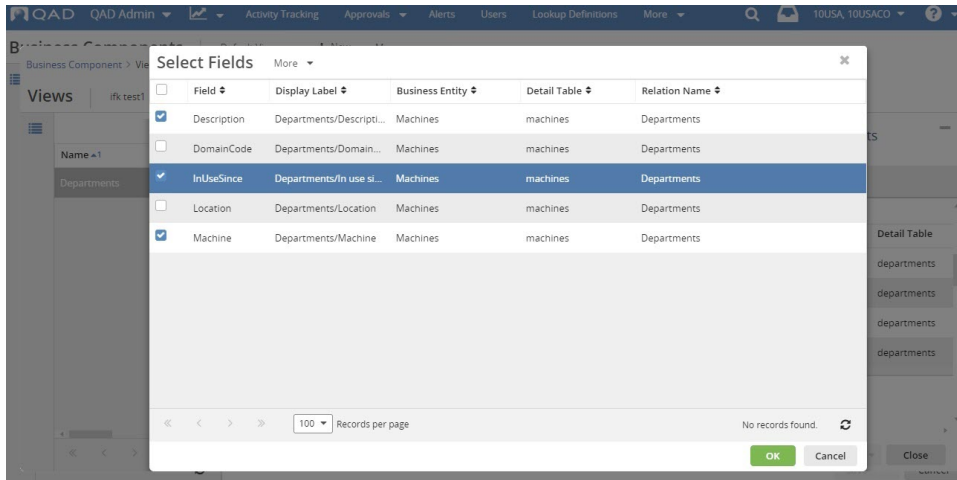 QAD QAD Admin Activity Tracking Approvals Alerts Users Lookup Definitions More 10USA, 10USACO ?
Business Component > Vie
Select Fields More
Views ifk test1
Field Display Label Business Entity Detail Table Relation Name
Description Departments/Descripti... Machines machines Departments
DomainCode Departments/Domain... Machines machines Departments
Name 1
InUseSince Departments/In use si... Machines machines Departments
Departments
Location Departments/Location Machines machines Departments
Machine Departments/Machine Machines machines Departments
Detail Table
departments
departments
departments
departments
100 Records per page No records found.
OK Cancel Close